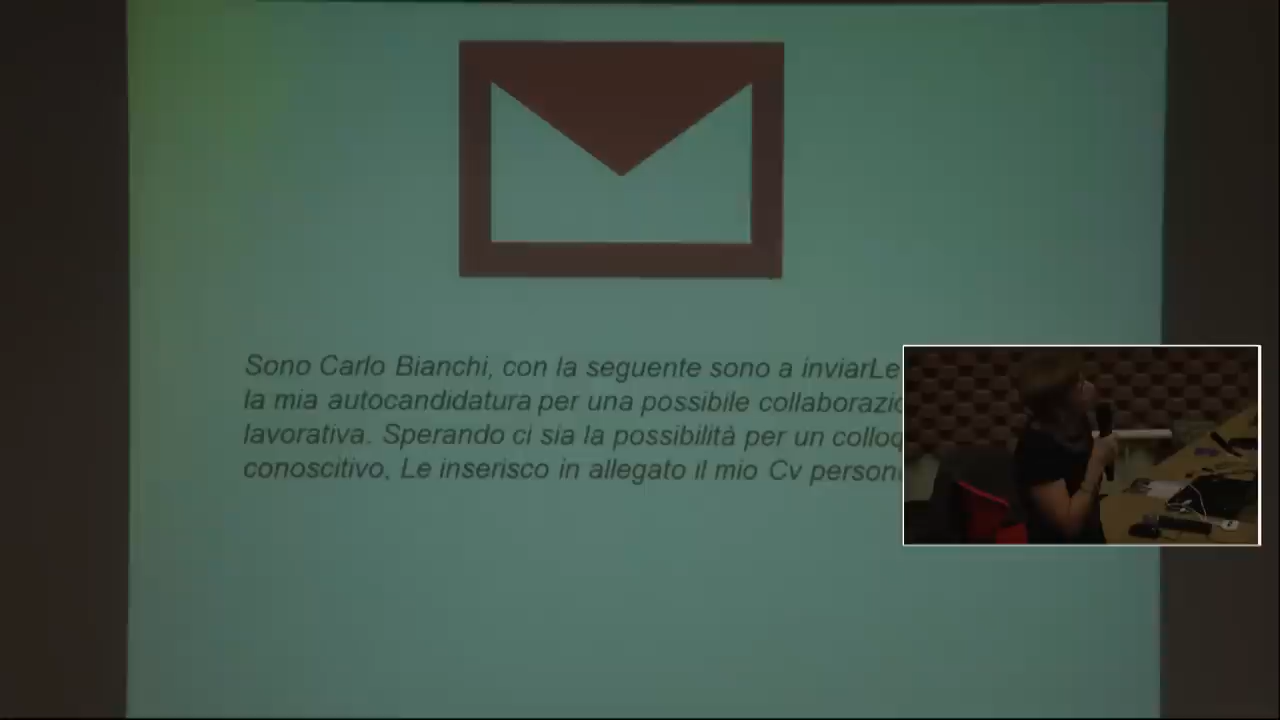 Sono Carlo Bianchi, con la seguente sono a inviarLe
la mia autocandidatura per una possibile
lavorativa. Sperando ci sia la possibilità per un
conoscitivo, Le inserisco in allegato il mio Cv